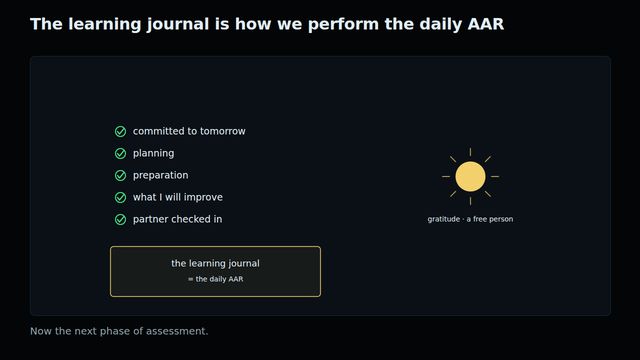 The learning journal is how we perform the daily AAR
committed to tomorrow
planning
preparation
what I will improve
partner checked in
gratitude · a free person
the learning journal
= the daily AAR
Now the next phase of assessment.